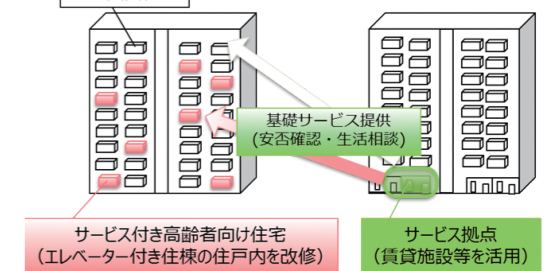 基礎サービス提供
(安否確認・生活相談)
サービス付き高齢者向け住宅
（エレベーター付き住棟の住戸内を改修）
サービス拠点
（賃貸施設等を活用）